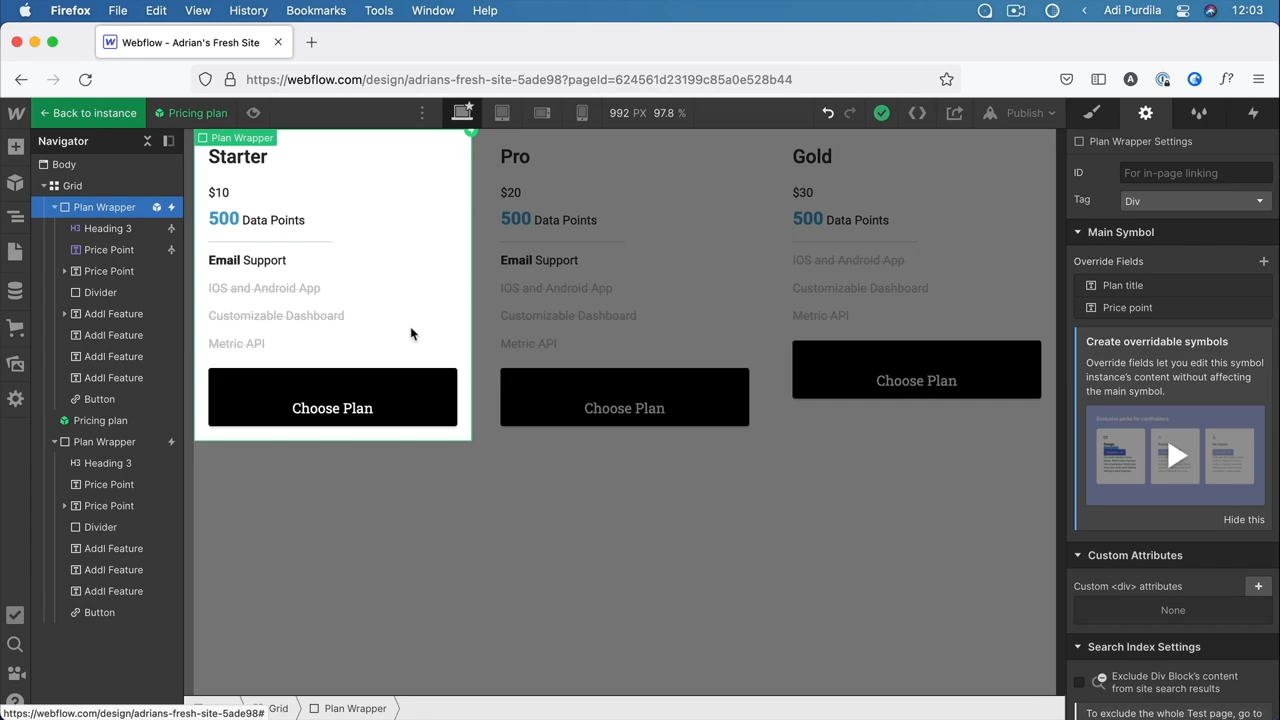 Firefox File Edit View History Bookmarks Tools Window Help
Adi Purdila 12:03
Webflow - Adrian's Fresh Site
https://webflow.com/design/adrians-fresh-site-5ade98?pageId=624561d23199c85a0e528b44
Back to instance
Pricing plan
992 PX 97.8 %
Publish
Navigator
Body
Grid
Plan Wrapper
Heading 3
Price Point
Price Point
Divider
Addl Feature
Addl Feature
Addl Feature
Addl Feature
Button
Pricing plan
Plan Wrapper
Heading 3
Price Point
Price Point
Divider
Addl Feature
Addl Feature
Addl Feature
Button
Plan Wrapper
Starter
$10
500 Data Points
Email Support
IOS and Android App
Customizable Dashboard
Metric API
Choose Plan
Pro
$20
500 Data Points
Email Support
IOS and Android App
Customizable Dashboard
Metric API
Choose Plan
Gold
$30
500 Data Points
IOS and Android App
Customizable Dashboard
Metric API
Choose Plan
Plan Wrapper Settings
ID For in-page linking
Tag Div
Main Symbol
Override Fields
Plan title
Price point
Create overridable symbols
Override fields let you edit this symbol
instance's content without affecting
the main symbol.
Hide this
Custom Attributes
Custom <div> attributes
None
Search Index Settings
Exclude Div Block's content
from site search results
To exclude the whole Test page, go to
https://webflow.com/design/adrians-fresh-site-5ade98#
Grid
Plan Wrapper